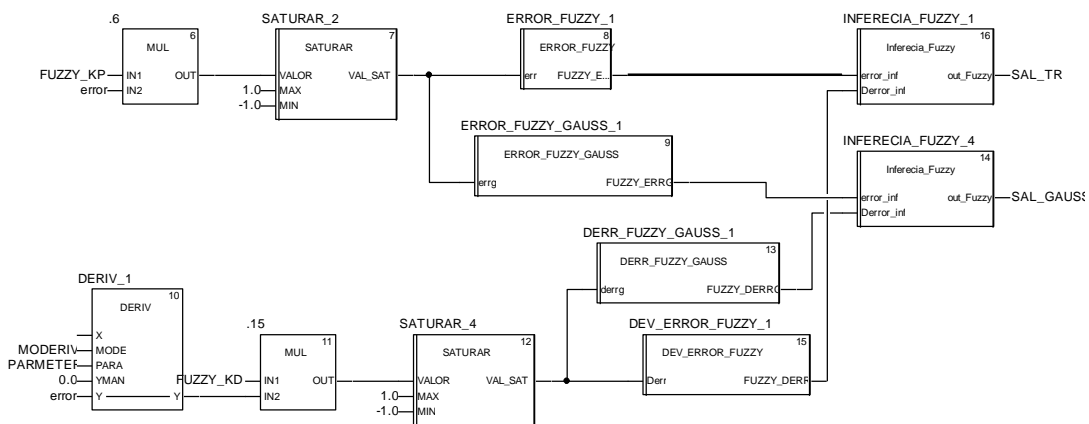 .6
SATURAR_2
ERROR_FUZZY_1
INFERECIA_FUZZY_1
6
7
8
16
MUL
SATURAR
ERROR_FUZZY
Inferecia_Fuzzy
FUZZY_KP IN1 OUT
VALOR VAL_SAT
err FUZZY_E...
error_inf out_Fuzzy SAL_TR
error IN2
1.0 MAX
Derror_inf
-1.0 MIN
ERROR_FUZZY_GAUSS_1
INFERECIA_FUZZY_4
9
14
ERROR_FUZZY_GAUSS
Inferecia_Fuzzy
errg FUZZY_ERRG
error_inf out_Fuzzy SAL_GAUSS
Derror_inf
DERR_FUZZY_GAUSS_1
13
DERR_FUZZY_GAUSS
derrg FUZZY_DERRG
DERIV_1
10
DERIV
.15
SATURAR_4
DEV_ERROR_FUZZY_1
11
12
15
X
MUL
SATURAR
DEV_ERROR_FUZZY
MODERIV MODE
PARMETER PARA
0.0 YMAN
FUZZY_KD IN1 OUT
VALOR VAL_SAT
Derr FUZZY_DERR
error Y Y
IN2
1.0 MAX
-1.0 MIN